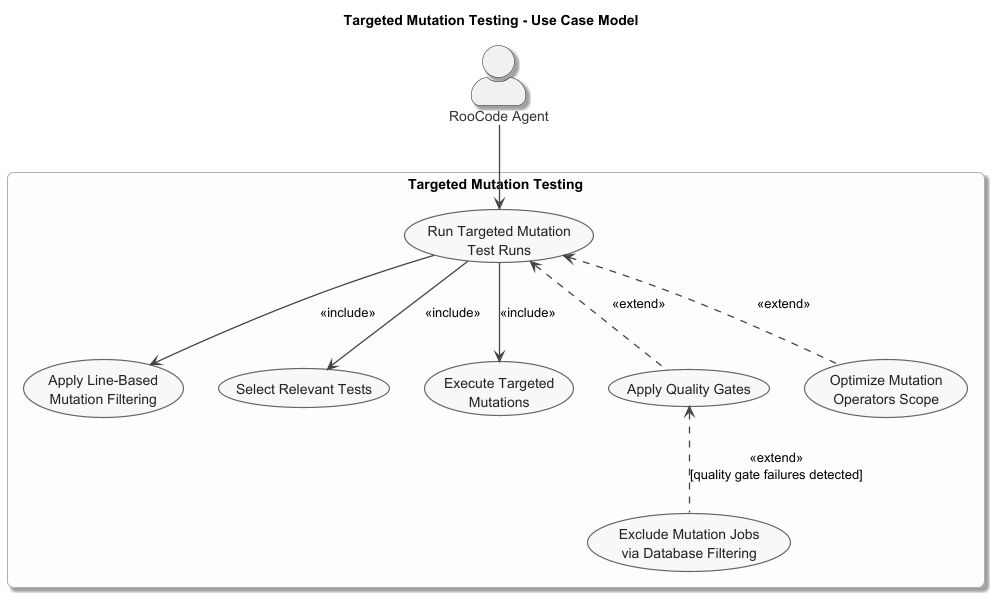 Targeted Mutation Testing - Use Case Model
RooCode Agent
Targeted Mutation Testing
Run Targeted Mutation
Test Runs
«include»
«include»
«include»
«extend»
«extend»
Apply Line-Based
Mutation Filtering
Select Relevant Tests
Execute Targeted
Mutations
Apply Quality Gates
Optimize Mutation
Operators Scope
«extend»
[quality gate failures detected]
Exclude Mutation Jobs
via Database Filtering